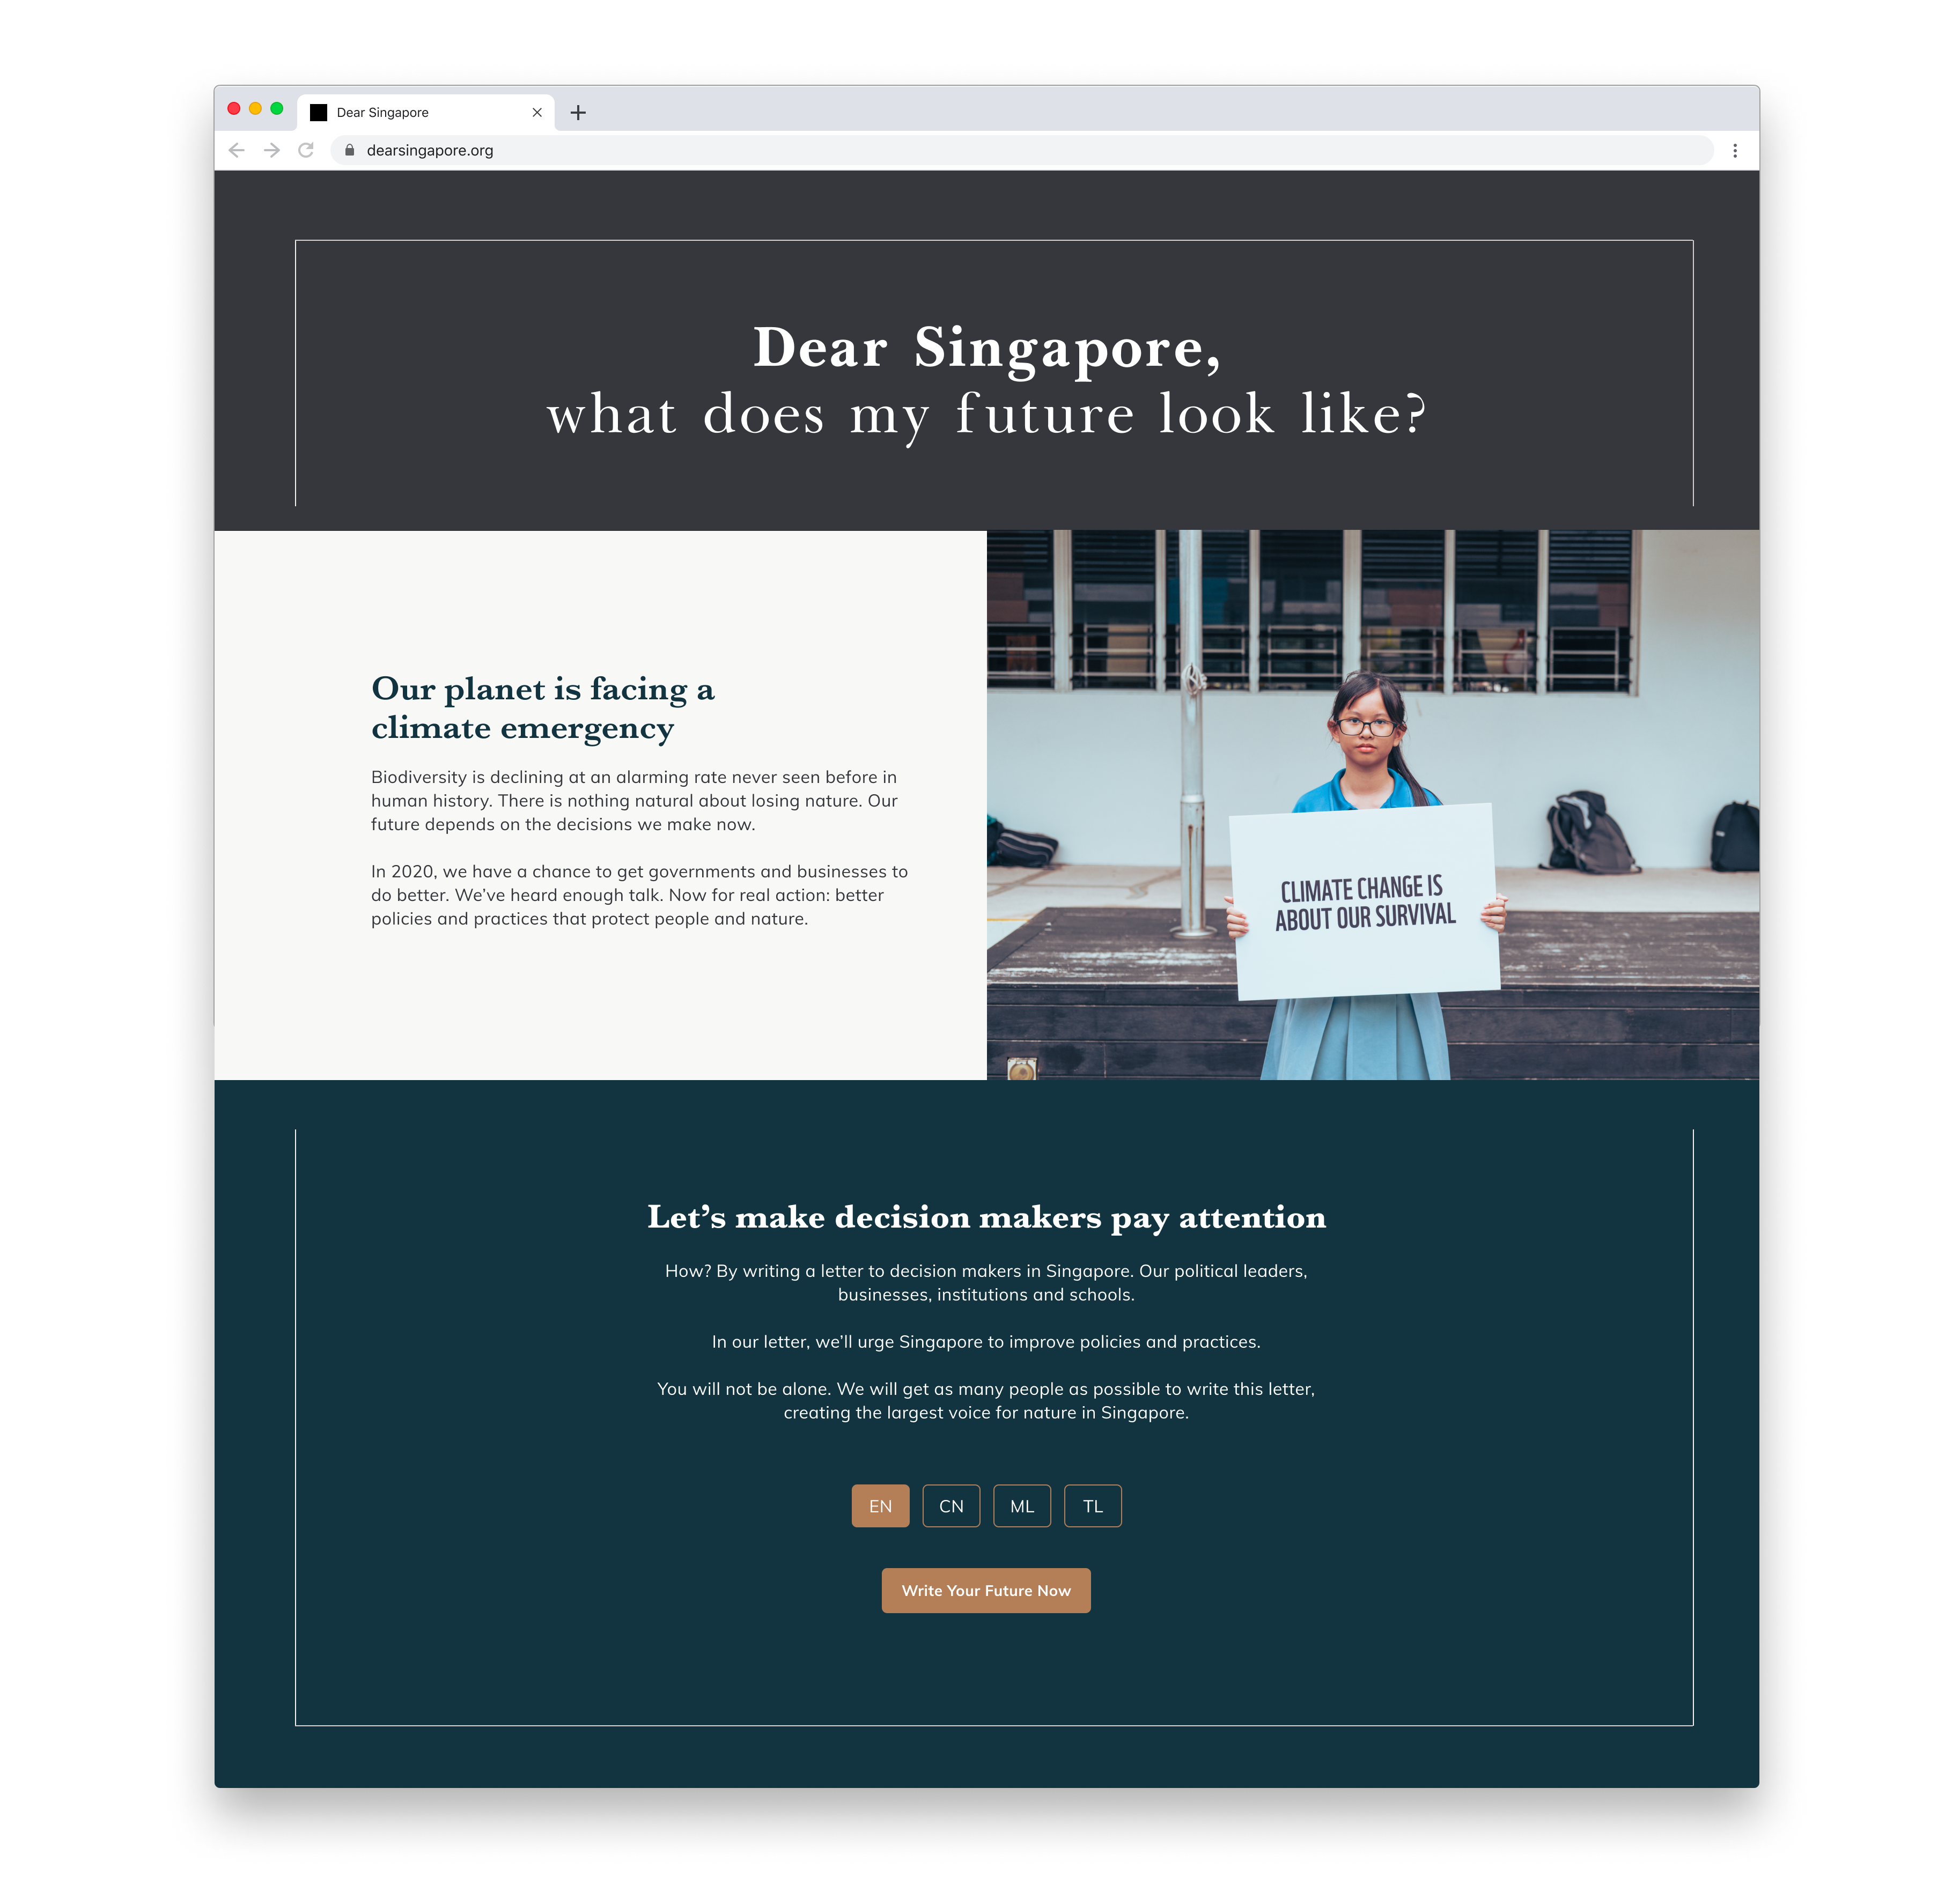 Dear Singapore
dearsingapore.org
Dear Singapore,
what does my future look like?
Our planet is facing a
climate emergency
Biodiversity is declining at an alarming rate never seen before in
human history. There is nothing natural about losing nature. Our
future depends on the decisions we make now.
In 2020, we have a chance to get governments and businesses to
do better. We’ve heard enough talk. Now for real action: better
policies and practices that protect people and nature.
CLIMATE CHANGE IS
ABOUT OUR SURVIVAL
Let’s make decision makers pay attention
How? By writing a letter to decision makers in Singapore. Our political leaders,
businesses, institutions and schools.
In our letter, we’ll urge Singapore to improve policies and practices.
You will not be alone. We will get as many people as possible to write this letter,
creating the largest voice for nature in Singapore.
EN CN ML TL
Write Your Future Now